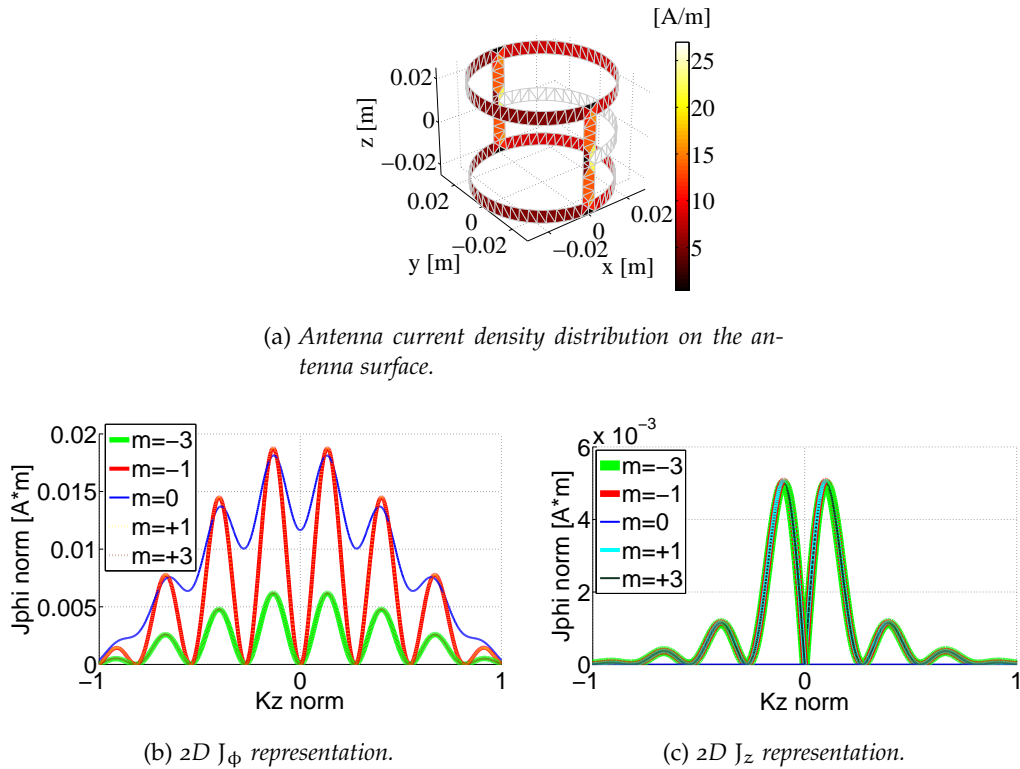 [A/m]
25
20
15
10
5
0.02
0
−0.02
z [m]
0.02
0
−0.02
y [m]
−0.02
0
0.02
x [m]
(a) Antenna current density distribution on the an-
tenna surface.
m=−3
m=−1
m=0
m=+1
m=+3
0.02
0.015
0.01
0.005
0
Jphi norm [A*m]
−1
0
1
Kz norm
(b) 2D Jϕ representation.
6
x 10⁻³
4
2
0
Jphi norm [A*m]
m=−3
m=−1
m=0
m=+1
m=+3
−1
0
1
Kz norm
(c) 2D Jz representation.